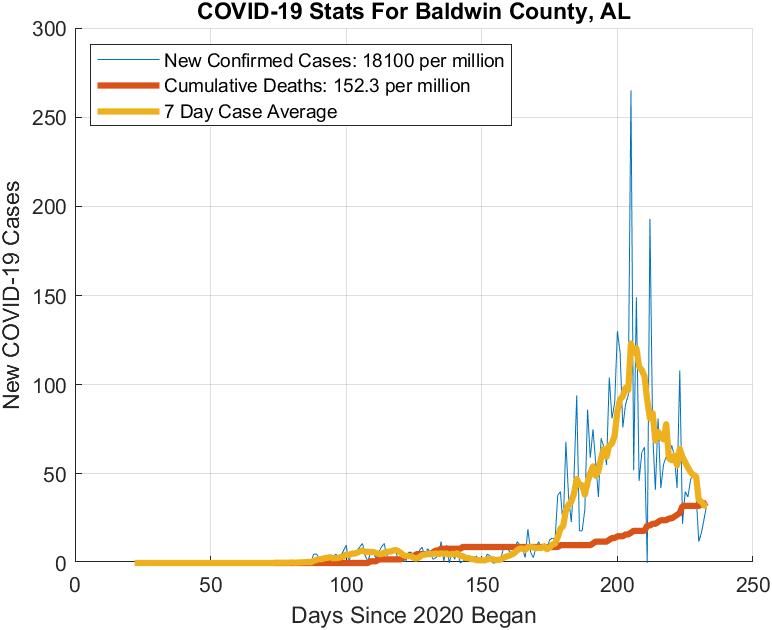 COVID-19 Stats For Baldwin County, AL
300
250
200
150
100
50
0
New COVID-19 Cases
New Confirmed Cases: 18100 per million
Cumulative Deaths: 152.3 per million
7 Day Case Average
0 50 100 150 200 250
Days Since 2020 Began